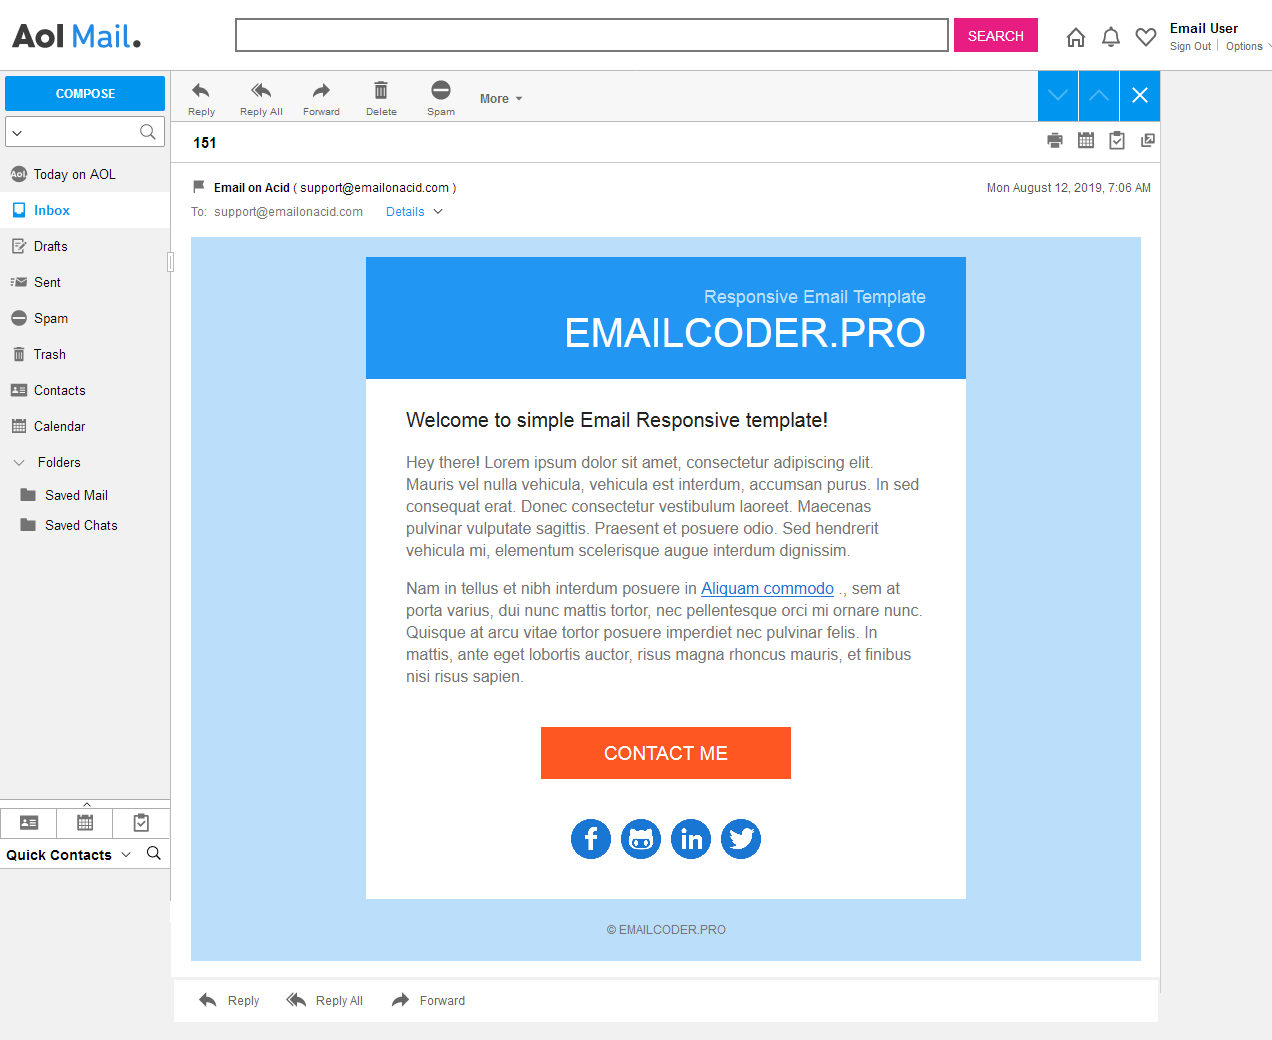 Aol Mail.
SEARCH
Email User
Sign Out | Options
COMPOSE
Reply
Reply All
Forward
Delete
Spam
More
151
Aol. Today on AOL
Inbox
Drafts
Sent
Spam
Trash
Contacts
Calendar
Folders
Saved Mail
Saved Chats
Quick Contacts
Email on Acid ( support@emailonacid.com )
Mon August 12, 2019, 7:06 AM
To: support@emailonacid.com Details
Responsive Email Template
EMAILCODER.PRO
Welcome to simple Email Responsive template!
Hey there! Lorem ipsum dolor sit amet, consectetur adipiscing elit.
Mauris vel nulla vehicula, vehicula est interdum, accumsan purus. In sed
consequat erat. Donec consectetur vestibulum laoreet. Maecenas
pulvinar vulputate sagittis. Praesent et posuere odio. Sed hendrerit
vehicula mi, elementum scelerisque augue interdum dignissim.
Nam in tellus et nibh interdum posuere in Aliquam commodo ., sem at
porta varius, dui nunc mattis tortor, nec pellentesque orci mi ornare nunc.
Quisque at arcu vitae tortor posuere imperdiet nec pulvinar felis. In
mattis, ante eget lobortis auctor, risus magna rhoncus mauris, et finibus
nisi risus sapien.
CONTACT ME
© EMAILCODER.PRO
Reply
Reply All
Forward